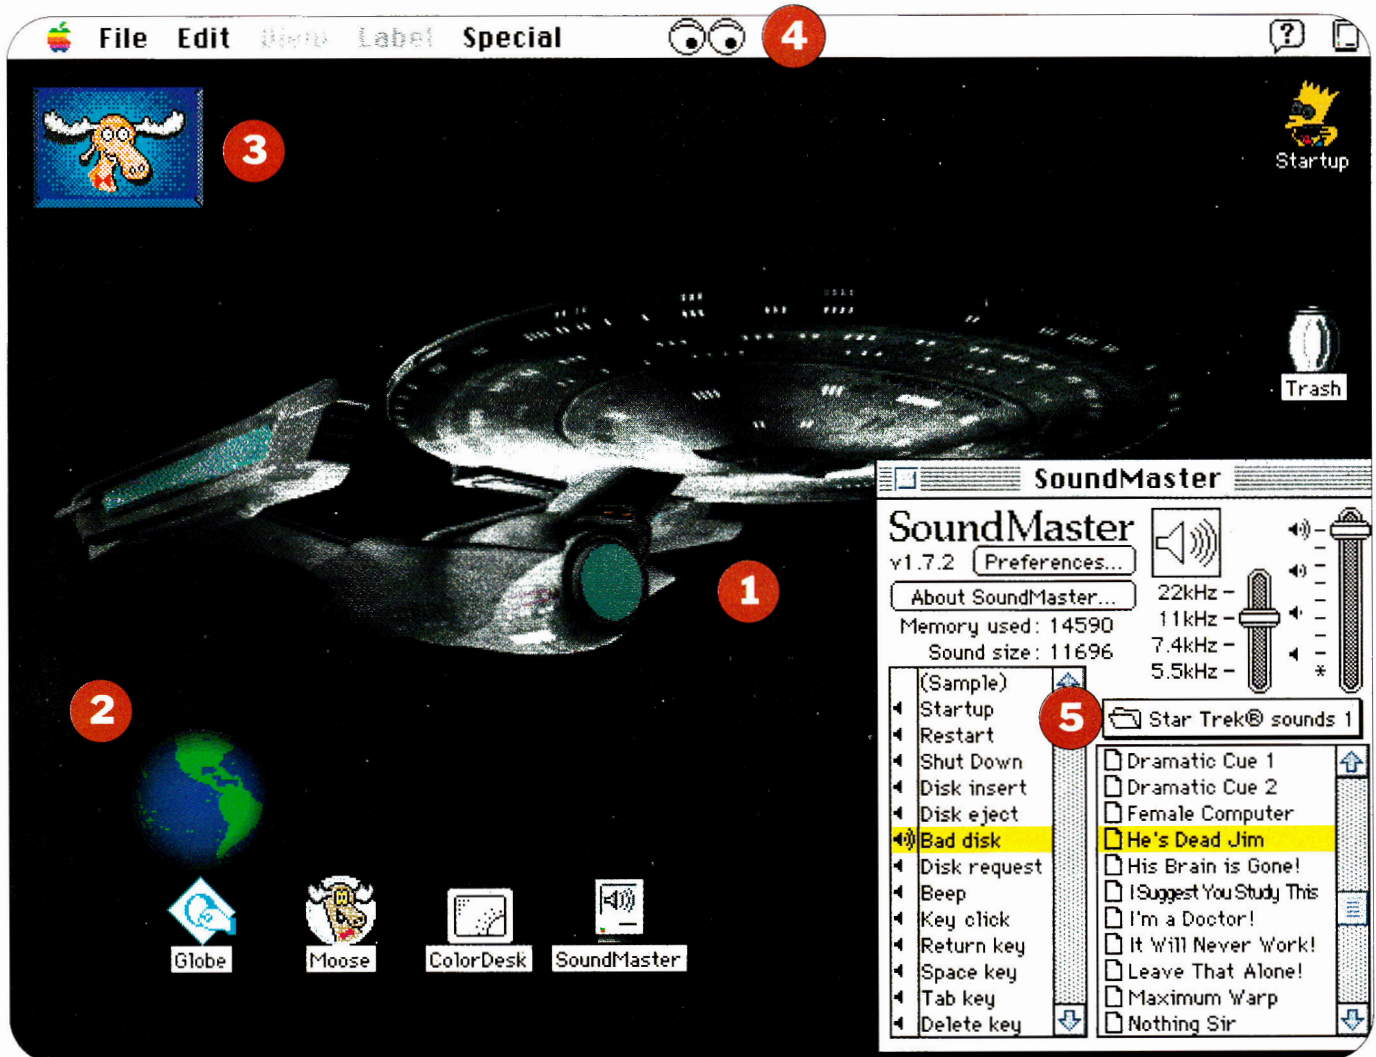 File Edit View Label Special
4
?
3
Startup
Trash
SoundMaster
SoundMaster
v1.7.2 Preferences...
About SoundMaster...
Memory used: 14590
Sound size: 11696
22kHz
11kHz
7.4kHz
5.5kHz
*
1
2
(Sample)
Startup
Restart
Shut Down
Disk insert
Disk eject
Bad disk
Disk request
Beep
Key click
Return key
Space key
Tab key
Delete key
5
Star Trek® sounds 1
Dramatic Cue 1
Dramatic Cue 2
Female Computer
He's Dead Jim
His Brain is Gone!
I Suggest You Study This
I'm a Doctor!
It Will Never Work!
Leave That Alone!
Maximum Warp
Nothing Sir
Globe
Moose
ColorDesk
SoundMaster